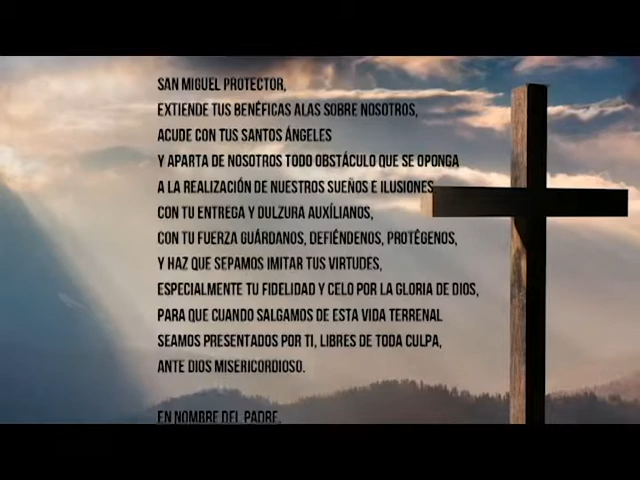 SAN MIGUEL PROTECTOR,
EXTIENDE TUS BENÉFICAS ALAS SOBRE NOSOTROS,
ACUDE CON TUS SANTOS ÁNGELES
Y APARTA DE NOSOTROS TODO OBSTÁCULO QUE SE OPONGA
A LA REALIZACIÓN DE NUESTROS SUEÑOS E ILUSIONES.
CON TU ENTREGA Y DULZURA AUXÍLIANOS,
CON TU FUERZA GUÁRDANOS, DEFIÉNDENOS, PROTÉGENOS,
Y HAZ QUE SEPAMOS IMITAR TUS VIRTUDES,
ESPECIALMENTE TU FIDELIDAD Y CELO POR LA GLORIA DE DIOS,
PARA QUE CUANDO SALGAMOS DE ESTA VIDA TERRENAL
SEAMOS PRESENTADOS POR TI, LIBRES DE TODA CULPA,
ANTE DIOS MISERICORDIOSO.
EN NOMBRE DEL PADRE,